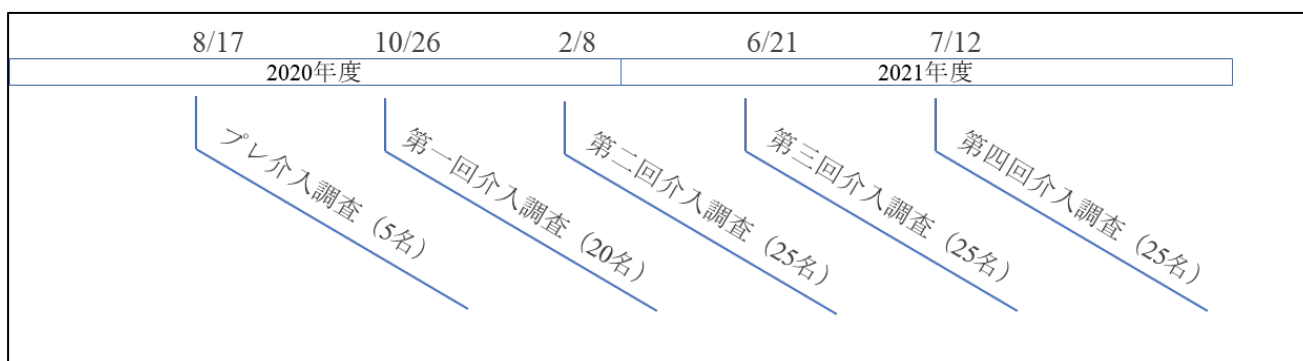 8/17 10/26 2/8 6/21 7/12
2020年度 2021年度
プレ介入調査（5名）
第一回介入調査（20名）
第二回介入調査（25名）
第三回介入調査（25名）
第四回介入調査（25名）